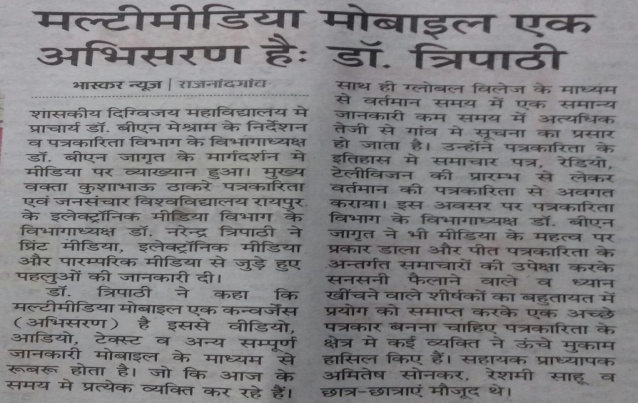 मल्टीमीडिया मोबाइल एक
अभिसरण हैः डॉ. त्रिपाठी
भास्कर न्यूज | राजनांदगांव
शासकीय दिग्विजय महाविद्यालय मे
प्राचार्य डॉ. बीएन मेश्राम के निर्देशन
व पत्रकारिता विभाग के विभागाध्यक्ष
डॉ. बीएन जागृत के मार्गदर्शन मे
मीडिया पर व्याख्यान हुआ। मुख्य
वक्ता कुशाभाऊ ठाकरे पत्रकारिता
एवं जनसंचार विश्वविद्यालय रायपुर
के इलेक्ट्रॉनिक मीडिया विभाग के
विभागाध्यक्ष डॉ. नरेन्द्र त्रिपाठी ने
प्रिंट मीडिया, इलेक्ट्रॉनिक मीडिया
और पारम्परिक मीडिया से जुड़े हुए
पहलुओं की जानकारी दी।
डॉ. त्रिपाठी ने कहा कि
मल्टीमीडिया मोबाइल एक कन्वर्जेंस
(अभिसरण) है इससे वीडियो,
आडियो, टेक्स्ट व अन्य सम्पूर्ण
जानकारी मोबाइल के माध्यम से
रूबरू होता है। जो कि आज के
समय मे प्रत्येक व्यक्ति कर रहे हैं।
साथ ही ग्लोबल विलेज के माध्यम
से वर्तमान समय में एक समान्य
जानकारी कम समय में अत्यधिक
तेजी से गांव मे सूचना का प्रसार
हो जाता है। उन्होंने पत्रकारिता के
इतिहास मे समाचार पत्र, रेडियो,
टेलीविजन की प्रारम्भ से लेकर
वर्तमान की पत्रकारिता से अवगत
कराया। इस अवसर पर पत्रकारिता
विभाग के विभागाध्यक्ष डॉ. बीएन
जागृत ने भी मीडिया के महत्व पर
प्रकार डाला और पीत पत्रकारिता के
अन्तर्गत समाचारों की उपेक्षा करके
सनसनी फैलाने वाले व ध्यान
खींचने वाले शीर्षकों का बहुतायत में
प्रयोग को समाप्त करके एक अच्छे
पत्रकार बनना चाहिए पत्रकारिता के
क्षेत्र मे कई व्यक्ति ने ऊंचे मुकाम
हासिल किए हैं। सहायक प्राध्यापक
अमितेष सोनकर, रेशमी साहू व
छात्र-छात्राएं मौजूद थे।